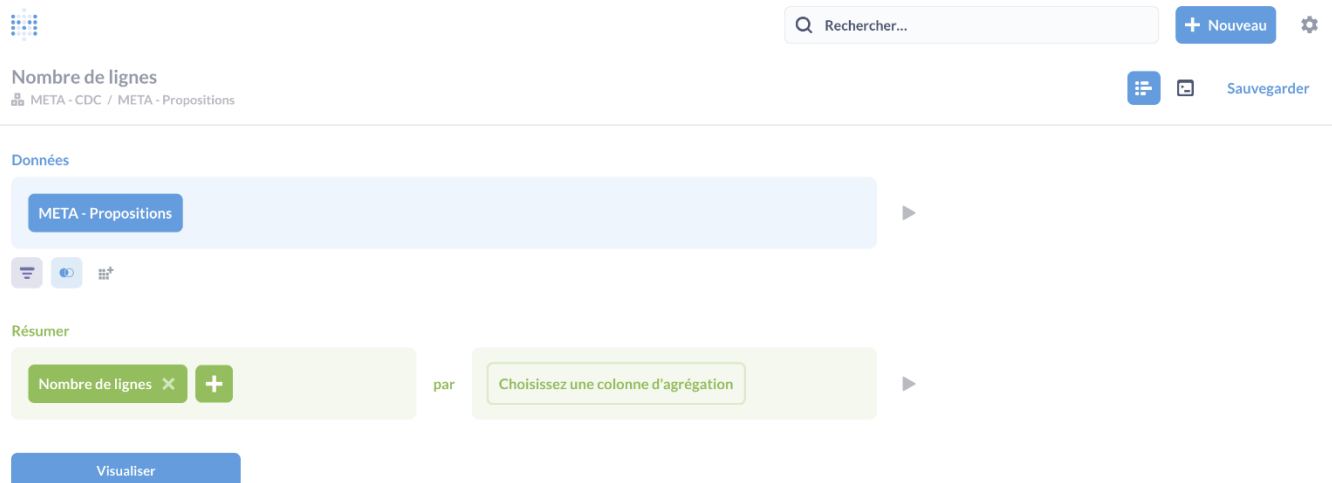 Rechercher...
Nouveau
Nombre de lignes
META - CDC / META - Propositions
Sauvegarder
Données
META - Propositions
Résumer
Nombre de lignes
par
Choisissez une colonne d'agrégation
Visualiser